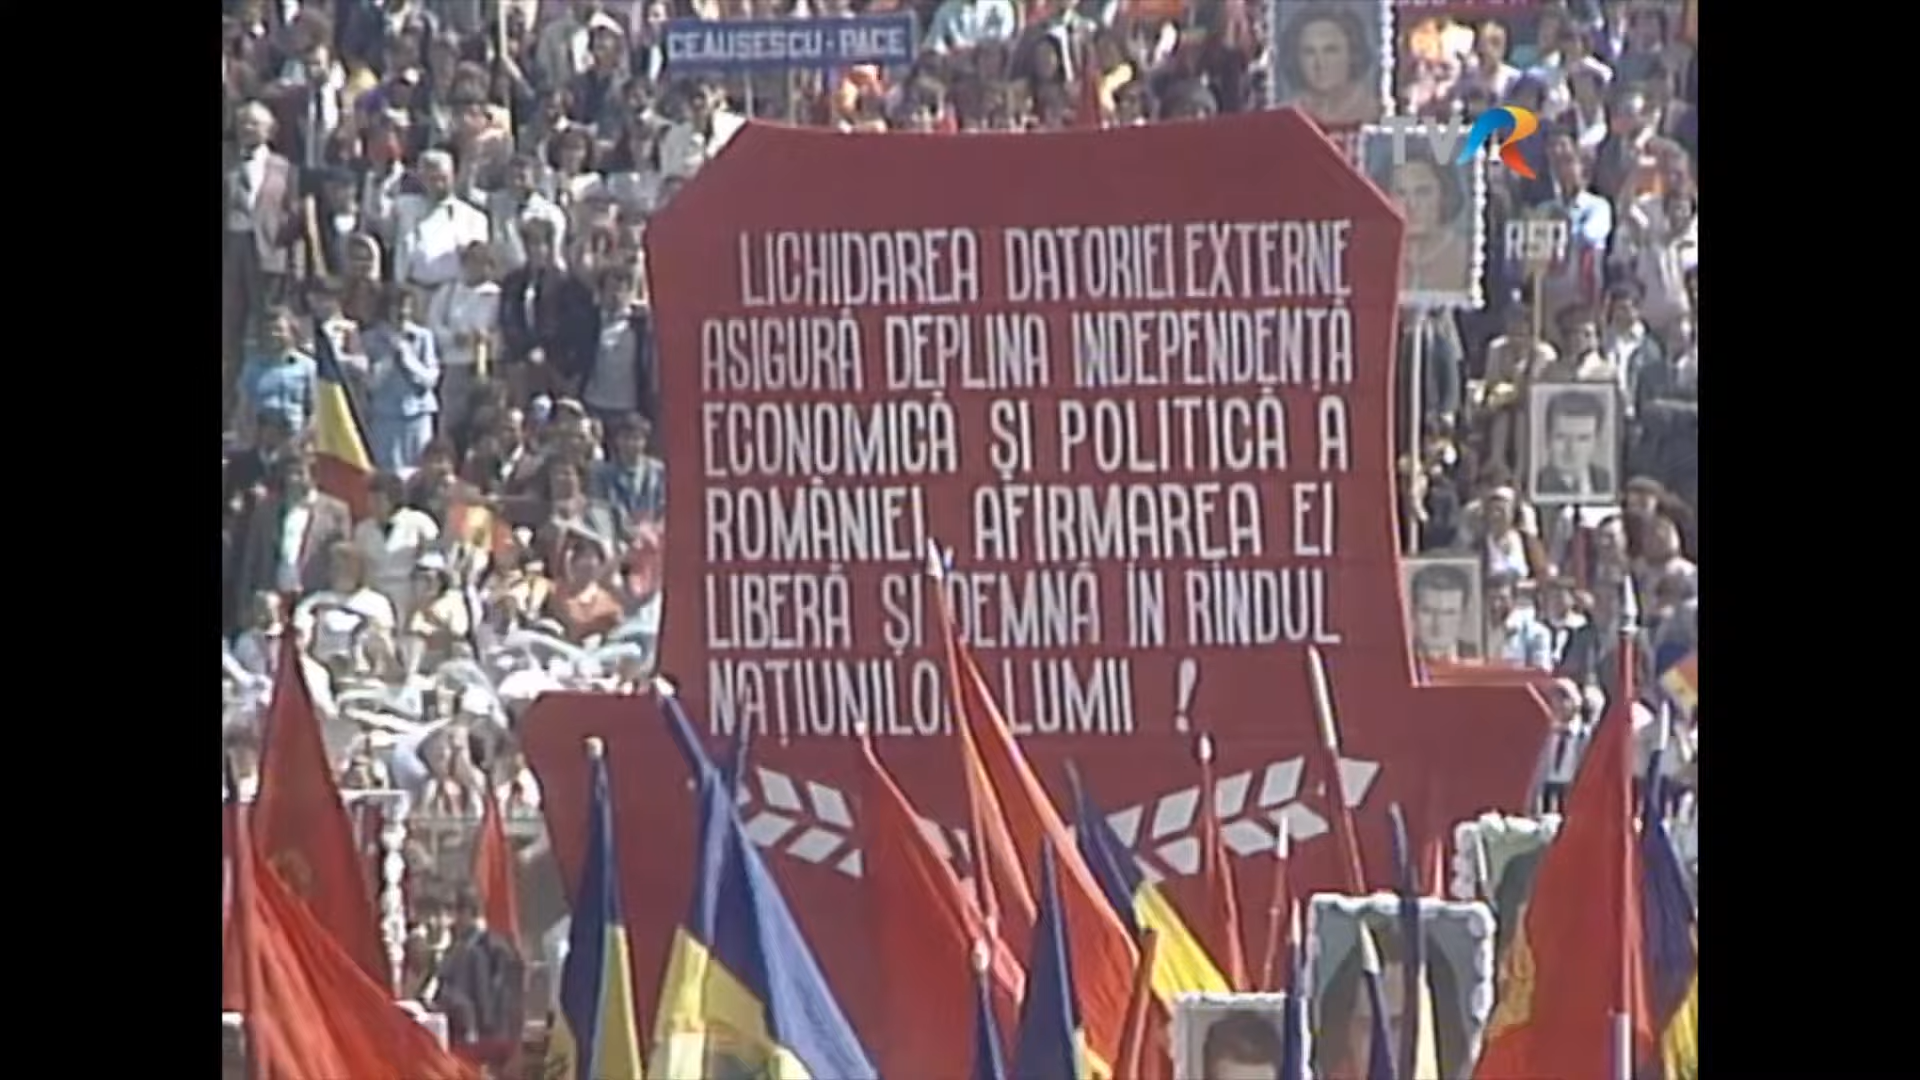 CEAUSESCU - PACE
TVR
RSR
LICHIDAREA DATORIEI EXTERNE
ASIGURĂ DEPLINA INDEPENDENȚĂ
ECONOMICĂ ȘI POLITICĂ A
ROMÂNIEI, AFIRMAREA EI
LIBERĂ ȘI DEMNĂ ÎN RÎNDUL
NAȚIUNILOR LUMII !